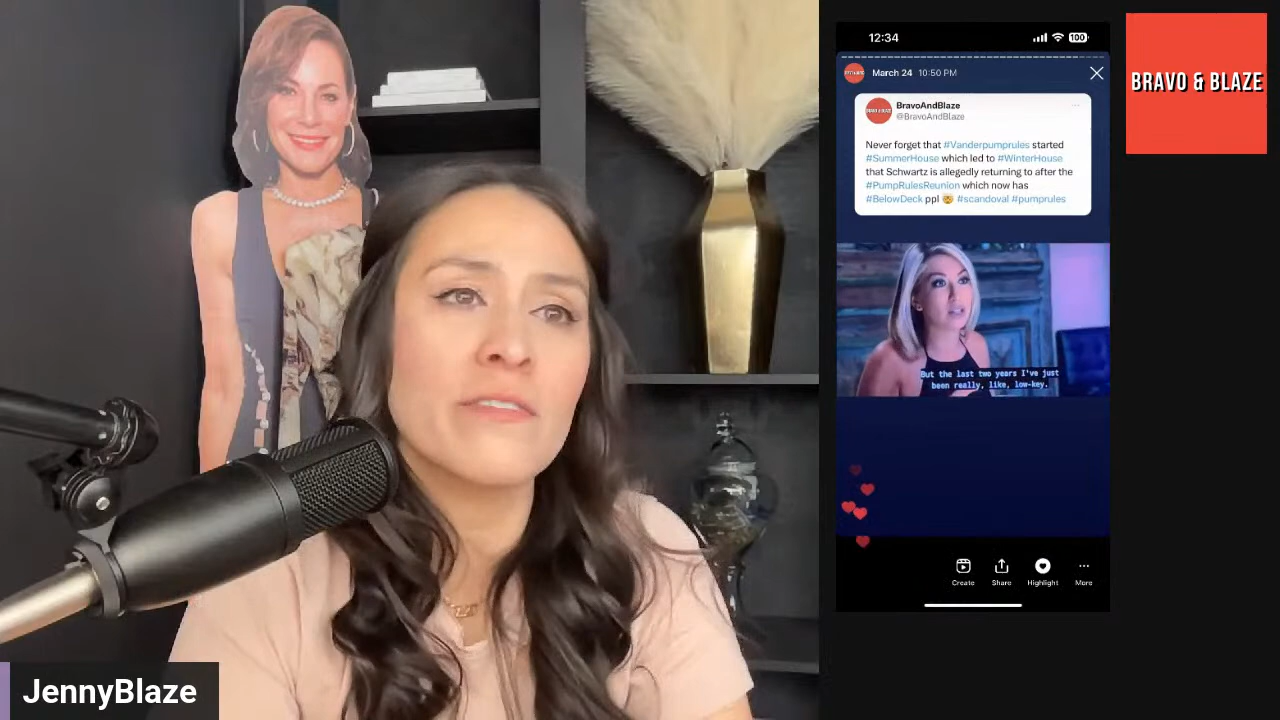 12:34
100
March 24 10:50 PM
BravoAndBlaze
@BravoAndBlaze
Never forget that #Vanderpumprules started
#SummerHouse which led to #WinterHouse
that Schwartz is allegedly returning to after the
#PumpRulesReunion which now has
#BelowDeck ppl 🤯 #scandoval #pumprules
But the last two years I've just
been really, like, low-key.
Create Share Highlight More
BRAVO & BLAZE
JennyBlaze